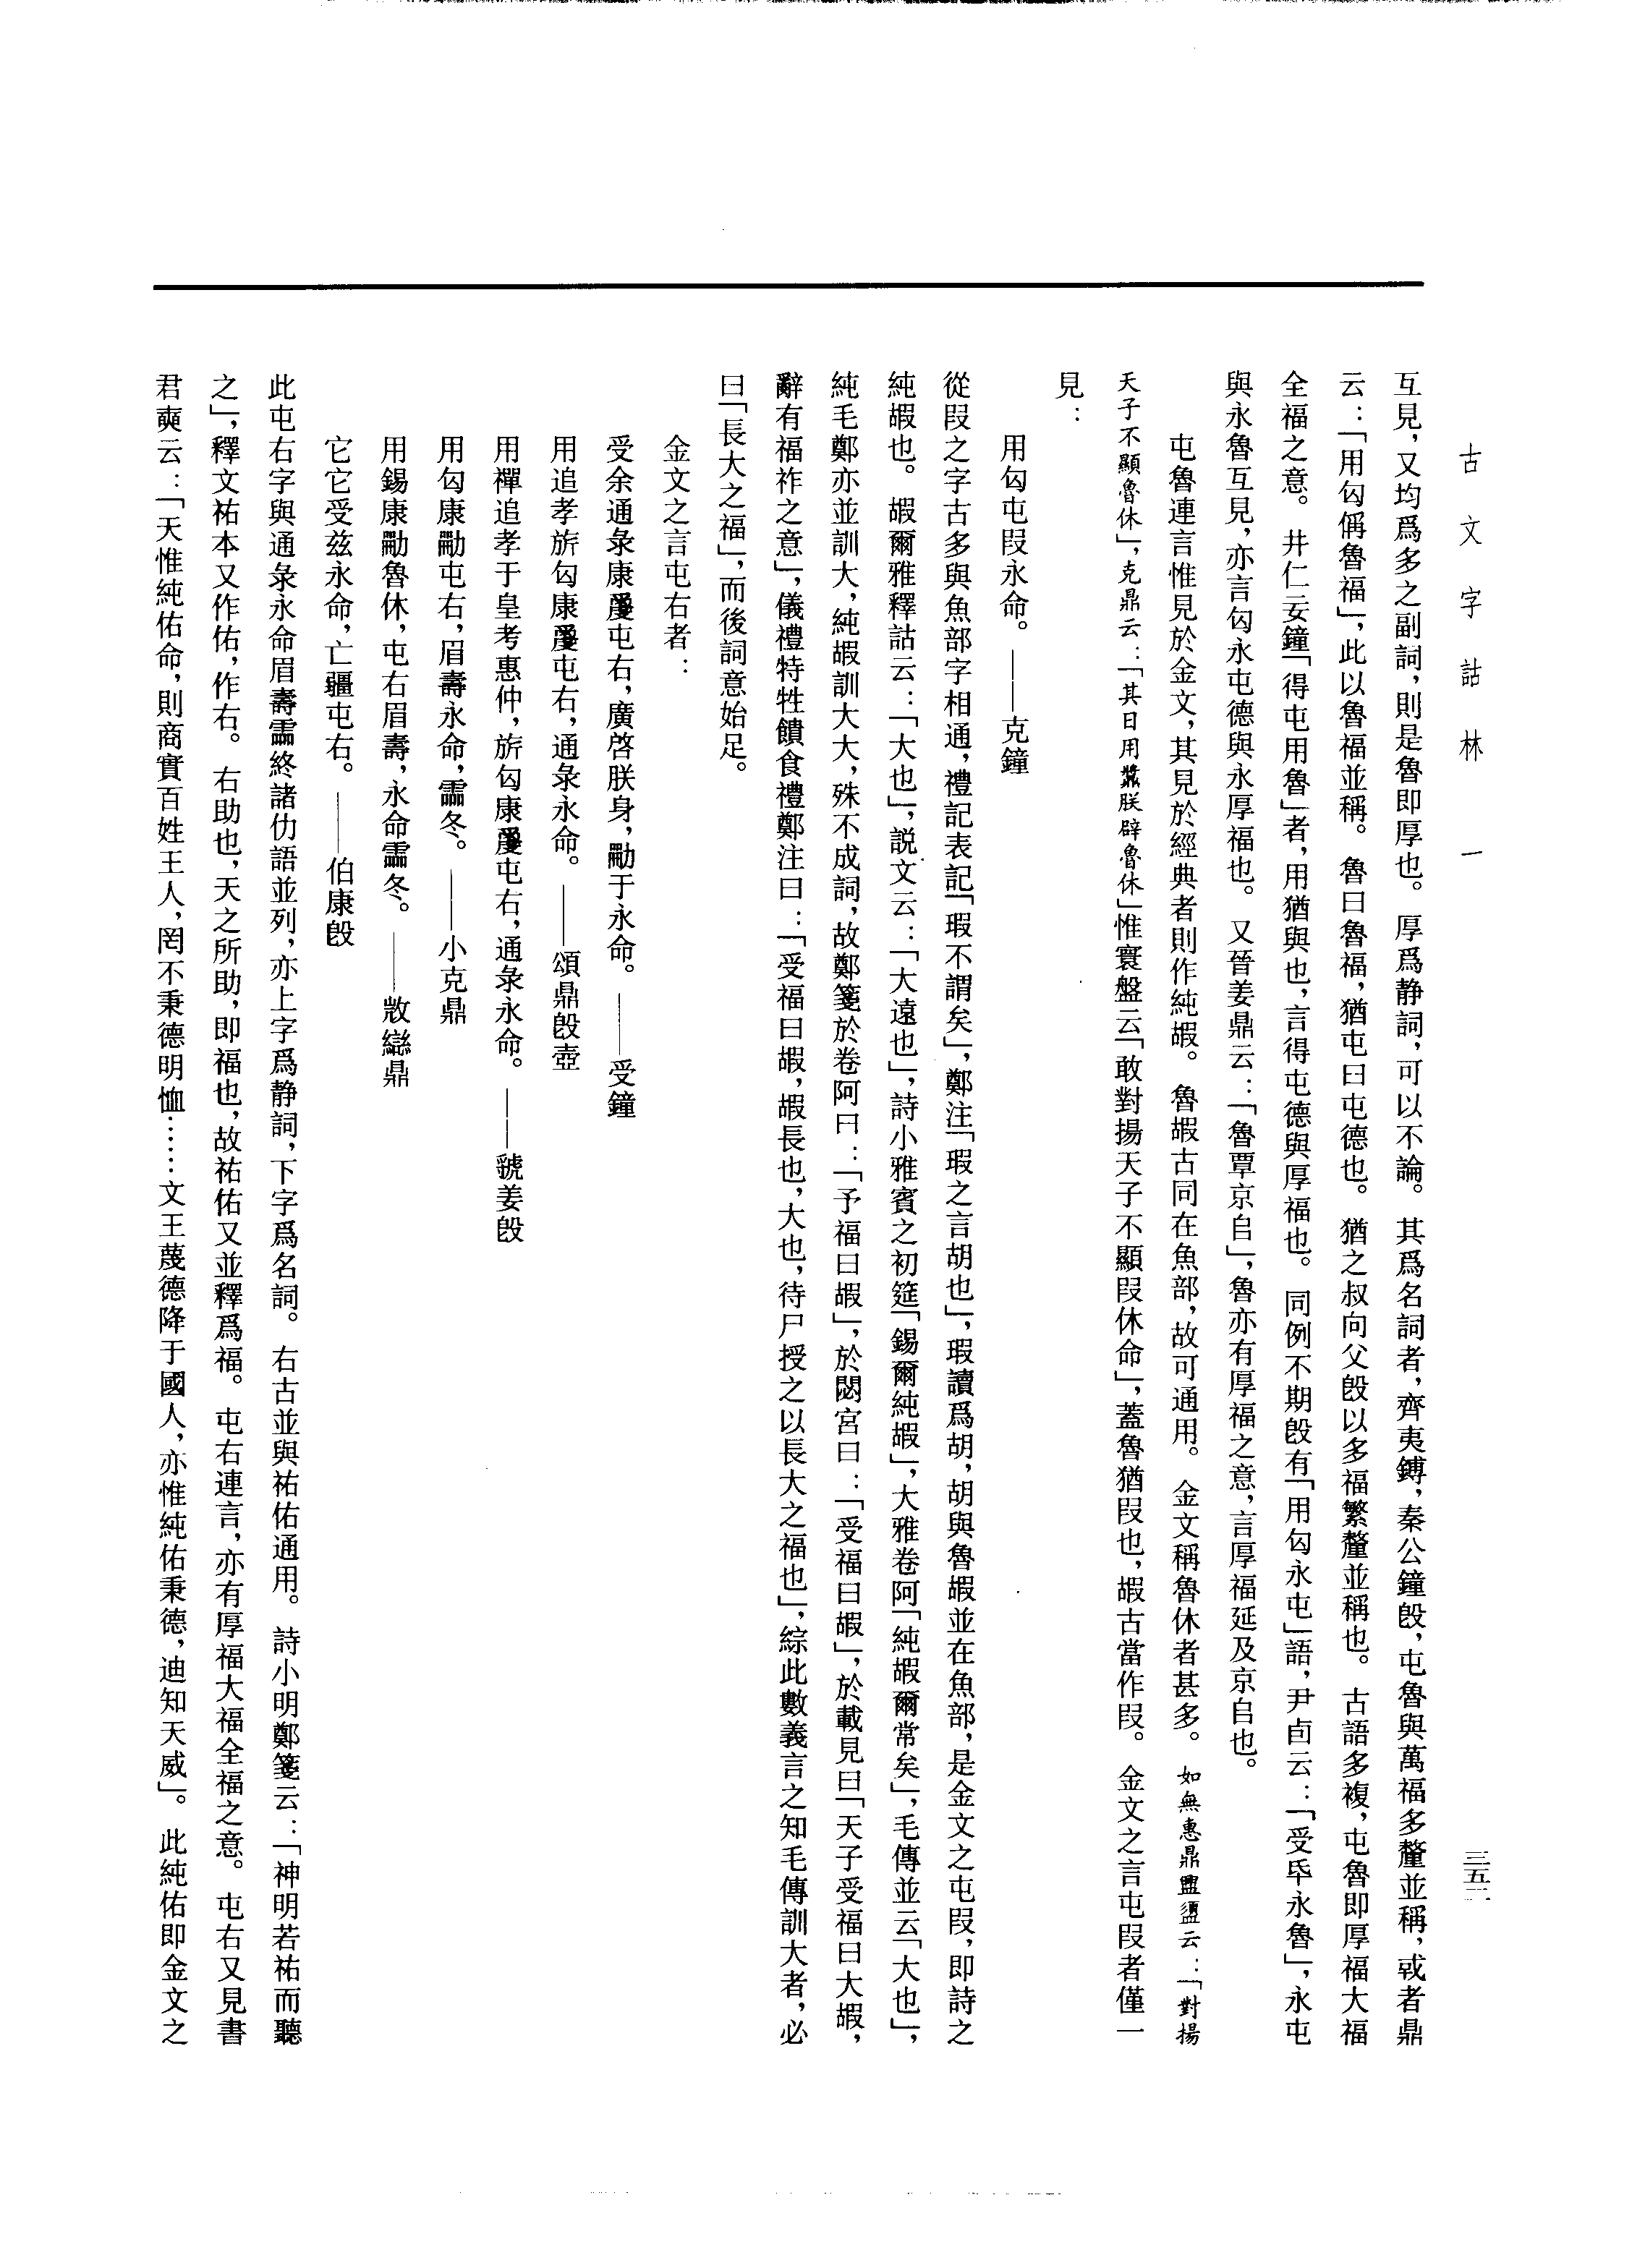 古文字詁林 一
三五二
互見，又均爲多之副詞，則是魯即厚也。厚爲静詞，可以不論。其爲名詞者，齊夷鎛，秦公鐘𣪘，屯魯與萬福多釐並稱，或者鼎
云：「用匃偁魯福」，此以魯福並稱。魯曰魯福，猶屯曰屯德也。猶之叔向父𣪘以多福繁釐並稱也。古語多複，屯魯即厚福大福
全福之意。井仁妄鐘「得屯用魯」者，用猶與也，言得屯德與厚福也。同例不期𣪘有「用匃永屯」語，尹卣云：「受氒永魯」，永屯
與永魯互見，亦言匃永屯德與永厚福也。又晉姜鼎云：「魯覃京𠂤」，魯亦有厚福之意，言厚福延及京𠂤也。
屯魯連言惟見於金文，其見於經典者則作純嘏。魯嘏古同在魚部，故可通用。金文稱魯休者甚多。如無惠鼎盨云：「對揚
天子不顯魯休」，克鼎云：「其日用朕辟魯休」惟寰盤云「敢對揚天子不顯叚休命」，蓋魯猶叚也，嘏古當作叚。金文之言屯叚者僅一
見：
用匃屯叚永命。——克鐘
從叚之字古多與魚部字相通，禮記表記「瑕不謂矣」，鄭注「瑕之言胡也」，瑕讀爲胡，胡與魯嘏並在魚部，是金文之屯叚，即詩之
純嘏也。嘏爾雅釋詁云：「大也」，説文云：「大遠也」，詩小雅賓之初筵「錫爾純嘏」，大雅卷阿「純嘏爾常矣」，毛傳並云「大也」，
純毛鄭亦並訓大，純嘏訓大大，殊不成詞，故鄭箋於卷阿曰：「予福曰嘏」，於閟宮曰：「受福曰嘏」，於載見曰「天子受福曰大嘏，
辭有福祚之意」，儀禮特牲饋食禮鄭注曰：「受福曰嘏，嘏長也，大也，待尸授之以長大之福也」，綜此數義言之知毛傳訓大者，必
曰「長大之福」，而後詞意始足。
金文之言屯右者：
受余通彔康屯右，廣啓朕身，勵于永命。——受鐘
用追孝旂匃康屯右，通彔永命。——頌鼎𣪘壺
用禪追孝于皇考惠仲，旂匃康屯右，通彔永命。——虢姜𣪘
用匃康勵屯右，眉壽永命，霝冬。——小克鼎
用錫康勵魯休，屯右眉壽，永命霝冬。——㪤䜌鼎
它它受兹永命，亡疆屯右。——伯康𣪘
此屯右字與通彔永命眉壽霝終諸仂語並列，亦上字爲静詞，下字爲名詞。右古並與祐佑通用。詩小明鄭箋云：「神明若祐而聽
之」，釋文祐本又作佑，作右。右助也，天之所助，即福也，故祐佑又並釋爲福。屯右連言，亦有厚福大福全福之意。屯右又見書
君奭云：「天惟純佑命，則商實百姓王人，罔不秉德明恤……文王蔑德降于國人，亦惟純佑秉德，迪知天威」。此純佑即金文之